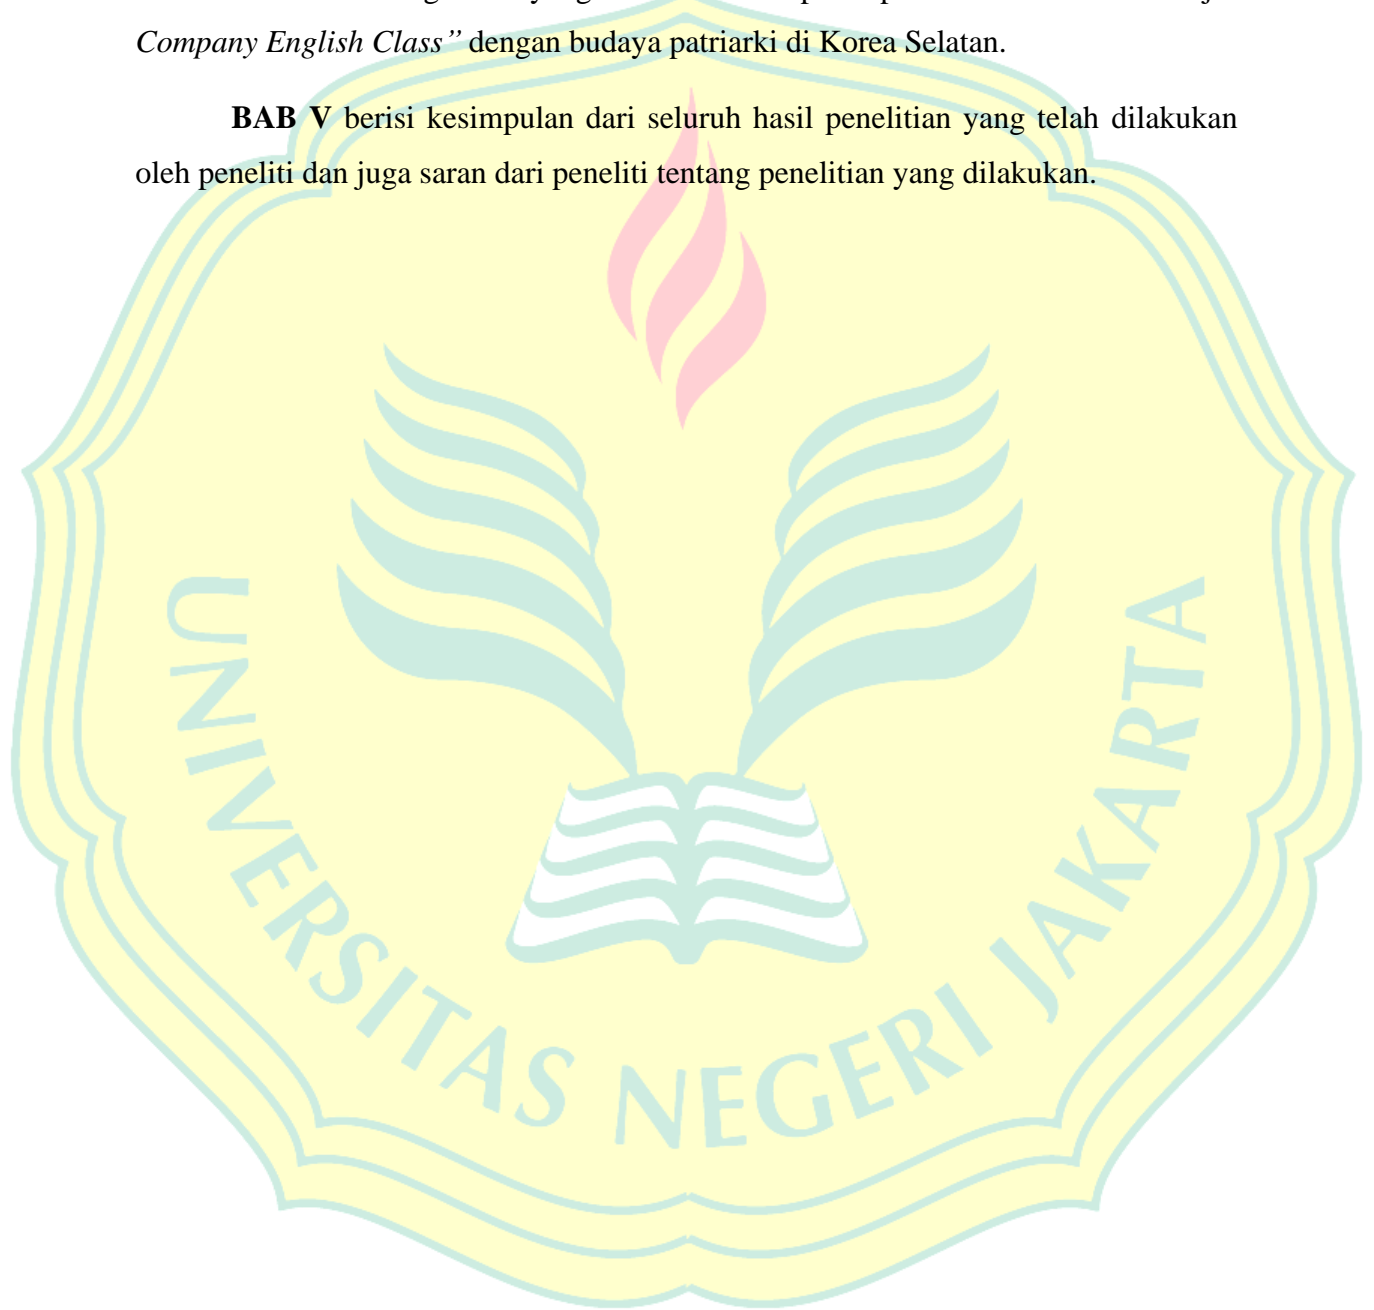 Company English Class” dengan budaya patriarki di Korea Selatan.
BAB V berisi kesimpulan dari seluruh hasil penelitian yang telah dilakukan
oleh peneliti dan juga saran dari peneliti tentang penelitian yang dilakukan.
UNIVERSITAS NEGERI JAKARTA